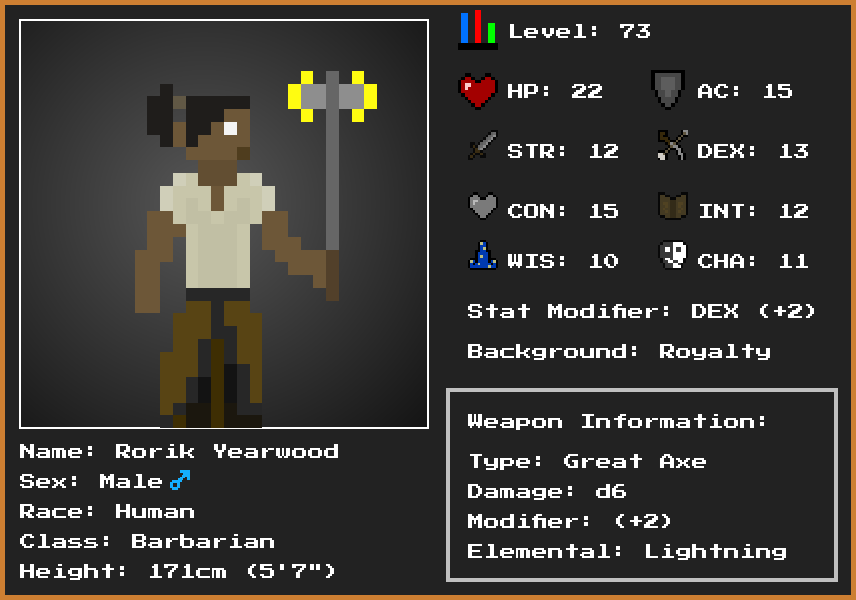 Level: 73
HP: 22
AC: 15
STR: 12
DEX: 13
CON: 15
INT: 12
WIS: 10
CHA: 11
Stat Modifier: DEX (+2)
Background: Royalty
Weapon Information:
Type: Great Axe
Damage: d6
Modifier: (+2)
Elemental: Lightning
Name: Rorik Yearwood
Sex: Male ♂
Race: Human
Class: Barbarian
Height: 171cm (5'7")